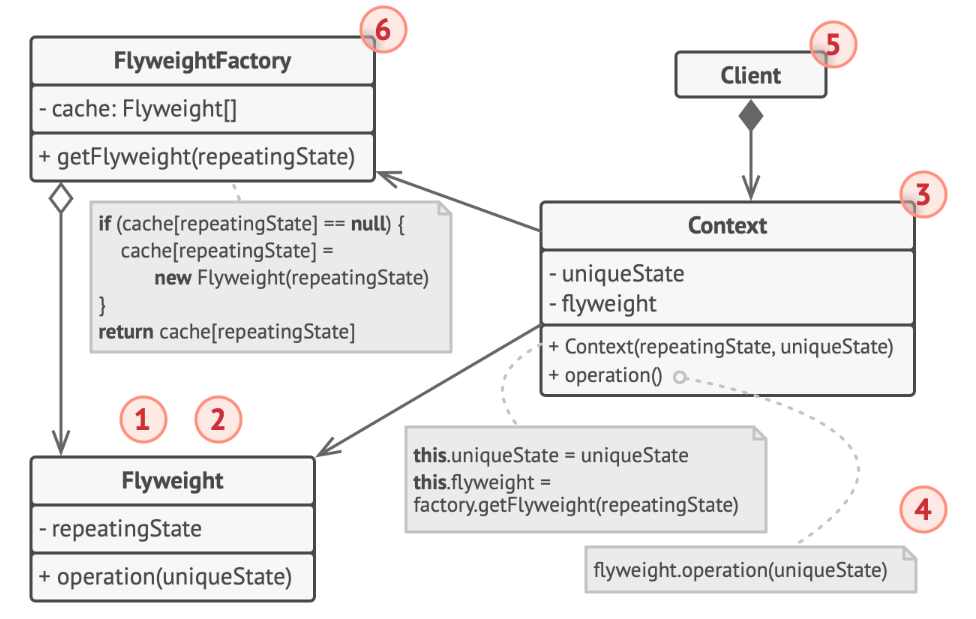 6
FlyweightFactory
- cache: Flyweight[]
+ getFlyweight(repeatingState)
if (cache[repeatingState] == null) {
cache[repeatingState] =
new Flyweight(repeatingState)
}
return cache[repeatingState]
5
Client
3
Context
- uniqueState
- flyweight
+ Context(repeatingState, uniqueState)
+ operation()
this.uniqueState = uniqueState
this.flyweight =
factory.getFlyweight(repeatingState)
4
flyweight.operation(uniqueState)
1
2
Flyweight
- repeatingState
+ operation(uniqueState)